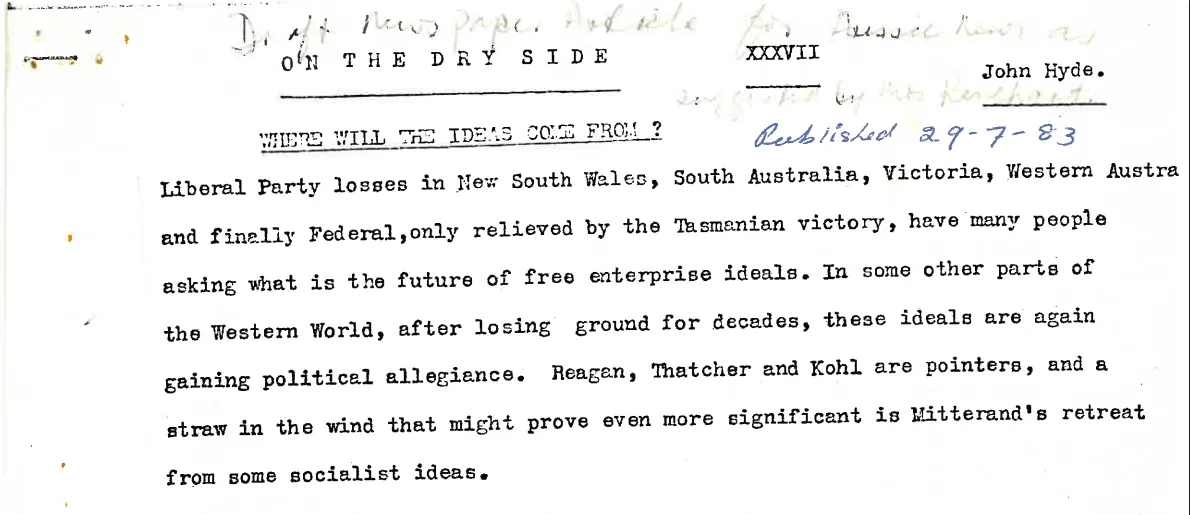 Draft Newspaper Article for Aussie News as
ON THE DRY SIDE XXXVII
John Hyde.
suggested by Mrs
WHERE WILL THE IDEAS COME FROM ?
Published 29-7-83
Liberal Party losses in New South Wales, South Australia, Victoria, Western Austra
and finally Federal,only relieved by the Tasmanian victory, have many people
asking what is the future of free enterprise ideals. In some other parts of
the Western World, after losing ground for decades, these ideals are again
gaining political allegiance. Reagan, Thatcher and Kohl are pointers, and a
straw in the wind that might prove even more significant is Mitterand's retreat
from some socialist ideas.